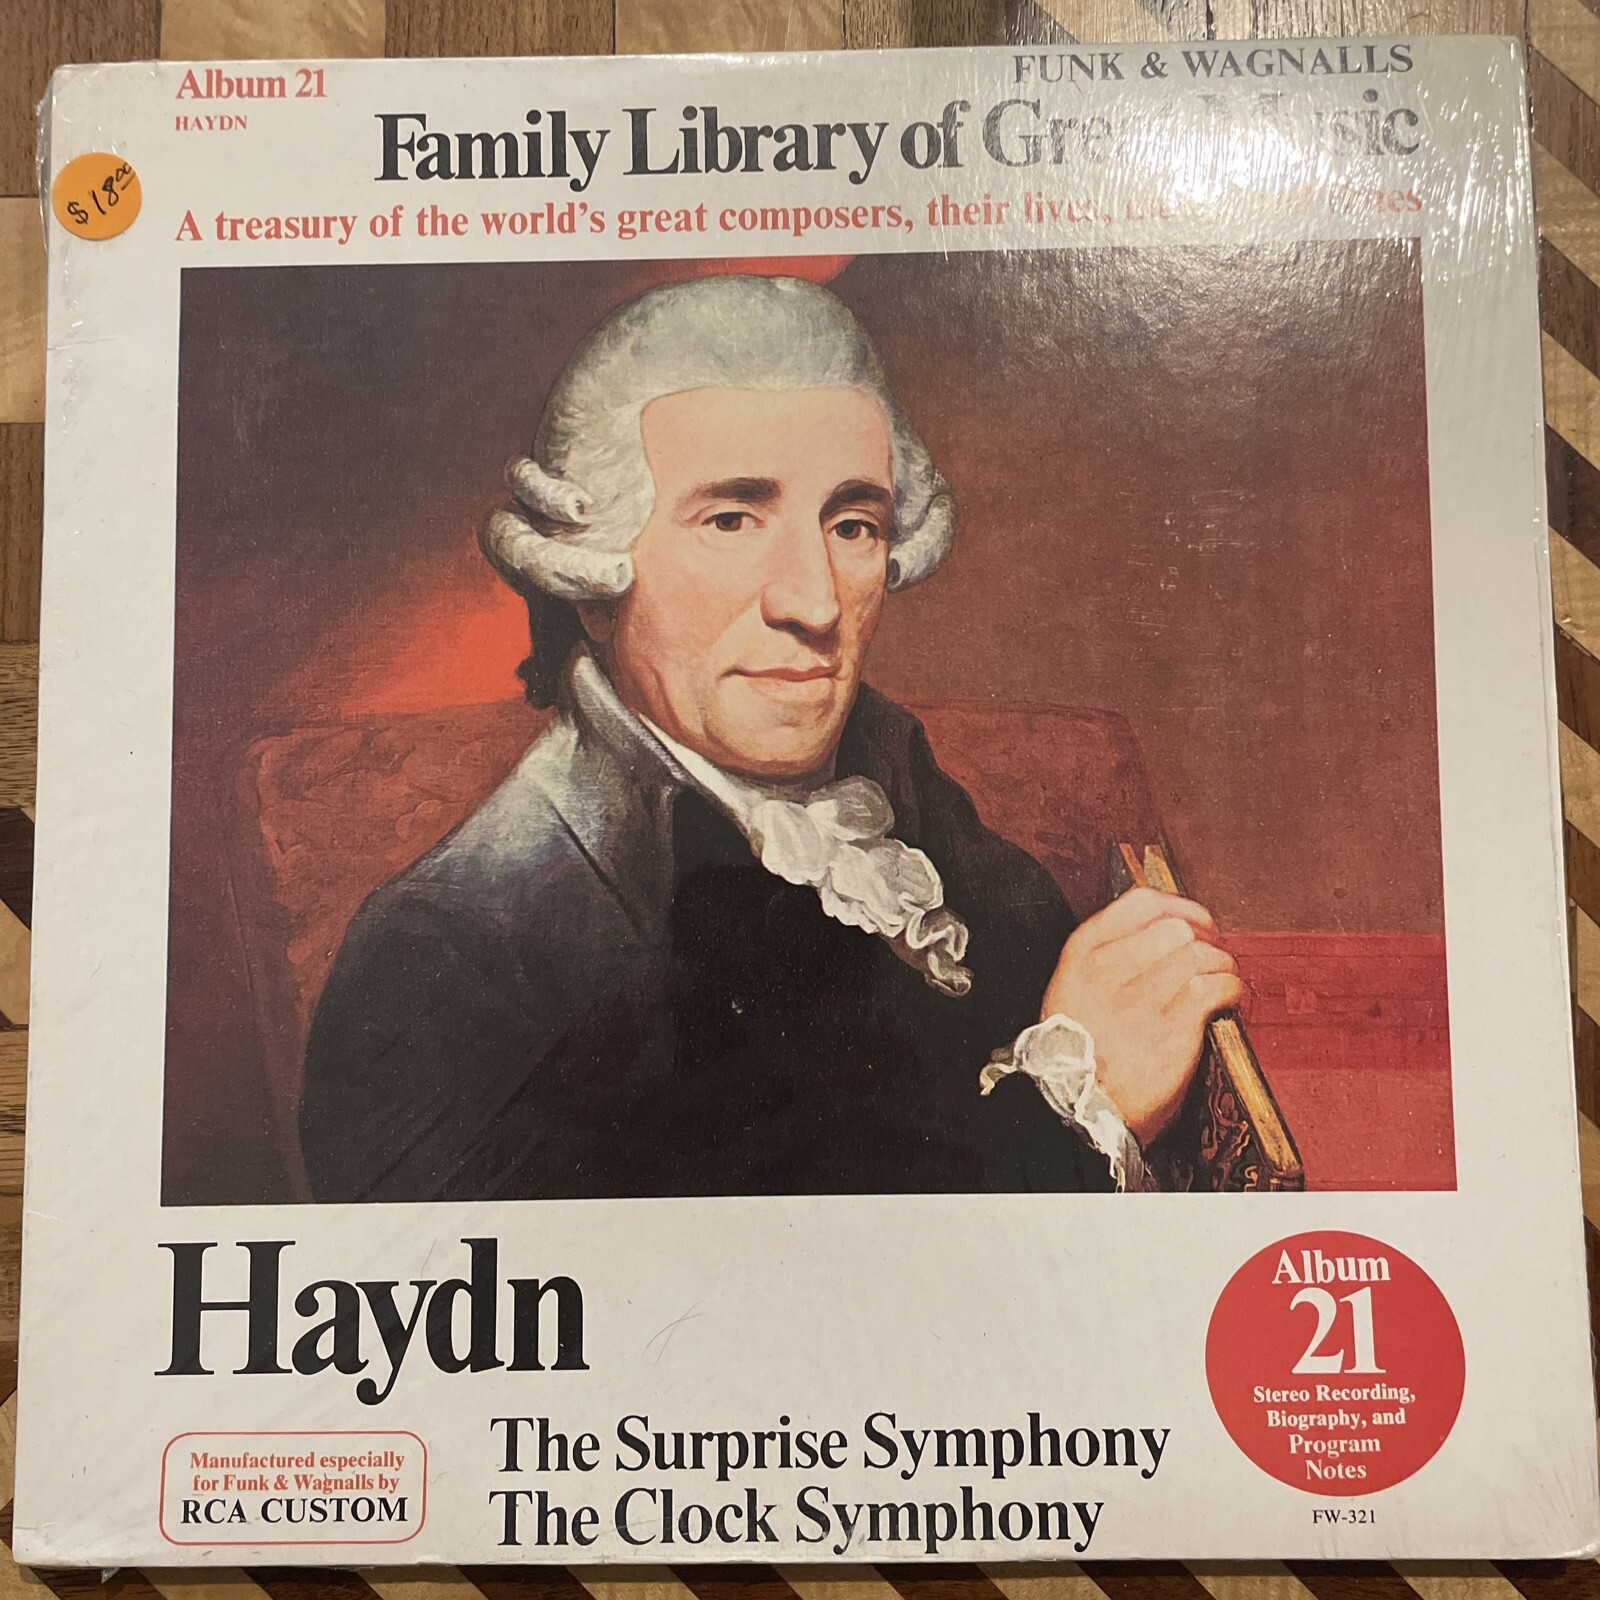 Album 21
HAYDN
FUNK & WAGNALLS
Family Library of Great Music
A treasury of the world's great composers, their lives,
$18.00
Haydn
The Surprise Symphony
The Clock Symphony
Manufactured especially
for Funk & Wagnalls by
RCA CUSTOM
Album
21
Stereo Recording,
Biography, and
Program
Notes
FW-321